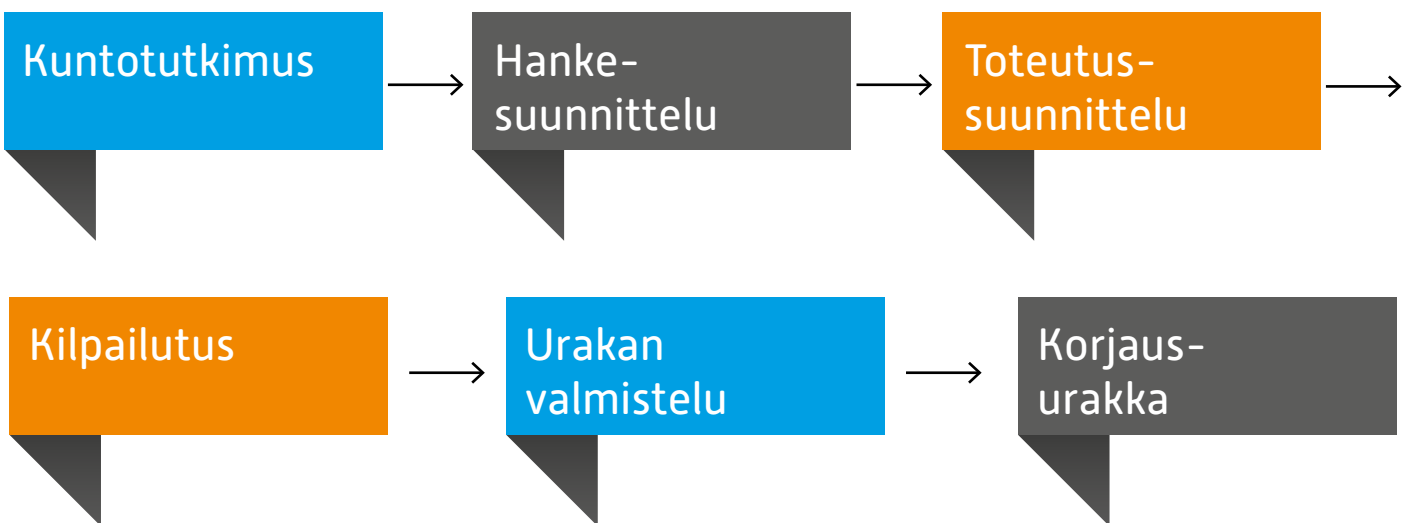 Kuntotutkimus
Hanke-
suunnittelu
Toteutus-
suunnittelu
Kilpailutus
Urakan
valmistelu
Korjaus-
urakka